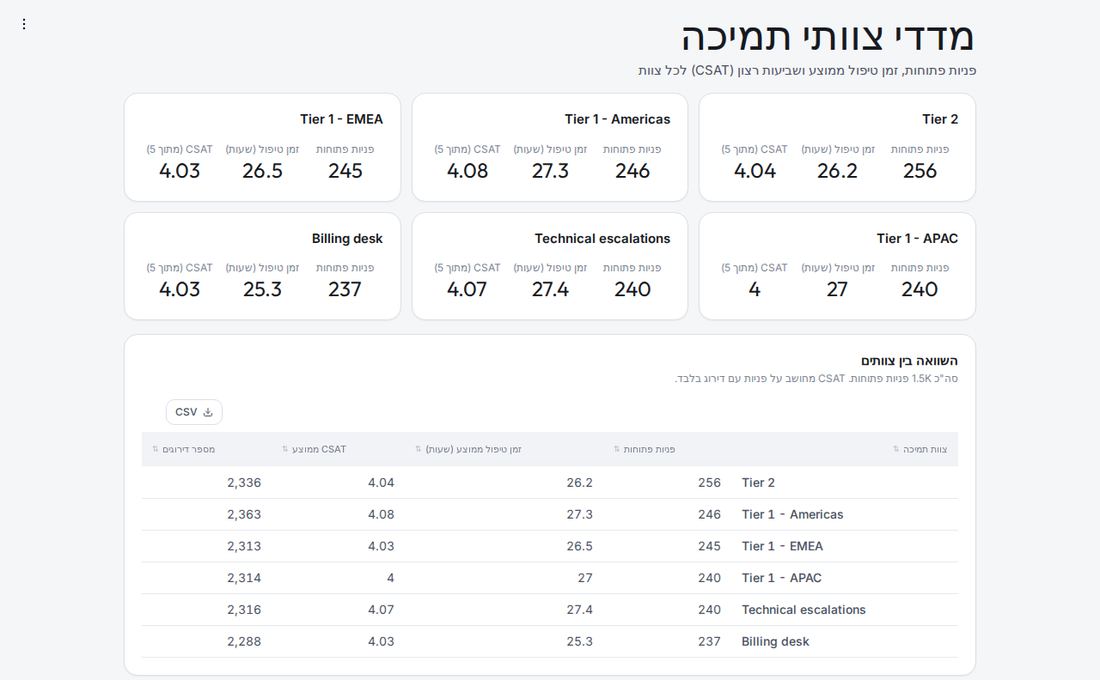 מדדי צוותי תמיכה
פניות פתוחות, זמן טיפול ממוצע ושביעות רצון (CSAT) לכל צוות
Tier 2
פניות פתוחות זמן טיפול (שעות) CSAT (מתוך 5)
256 26.2 4.04
Tier 1 - Americas
פניות פתוחות זמן טיפול (שעות) CSAT (מתוך 5)
246 27.3 4.08
Tier 1 - EMEA
פניות פתוחות זמן טיפול (שעות) CSAT (מתוך 5)
245 26.5 4.03
Tier 1 - APAC
פניות פתוחות זמן טיפול (שעות) CSAT (מתוך 5)
240 27 4
Technical escalations
פניות פתוחות זמן טיפול (שעות) CSAT (מתוך 5)
240 27.4 4.07
Billing desk
פניות פתוחות זמן טיפול (שעות) CSAT (מתוך 5)
237 25.3 4.03
השוואה בין צוותים
סה"כ 1.5K פניות פתוחות. CSAT מחושב על פניות עם דירוג בלבד.
CSV
צוות תמיכה פניות פתוחות זמן טיפול ממוצע (שעות) CSAT ממוצע מספר דירוגים
Tier 2 256 26.2 4.04 2,336
Tier 1 - Americas 246 27.3 4.08 2,363
Tier 1 - EMEA 245 26.5 4.03 2,313
Tier 1 - APAC 240 27 4 2,314
Technical escalations 240 27.4 4.07 2,316
Billing desk 237 25.3 4.03 2,288